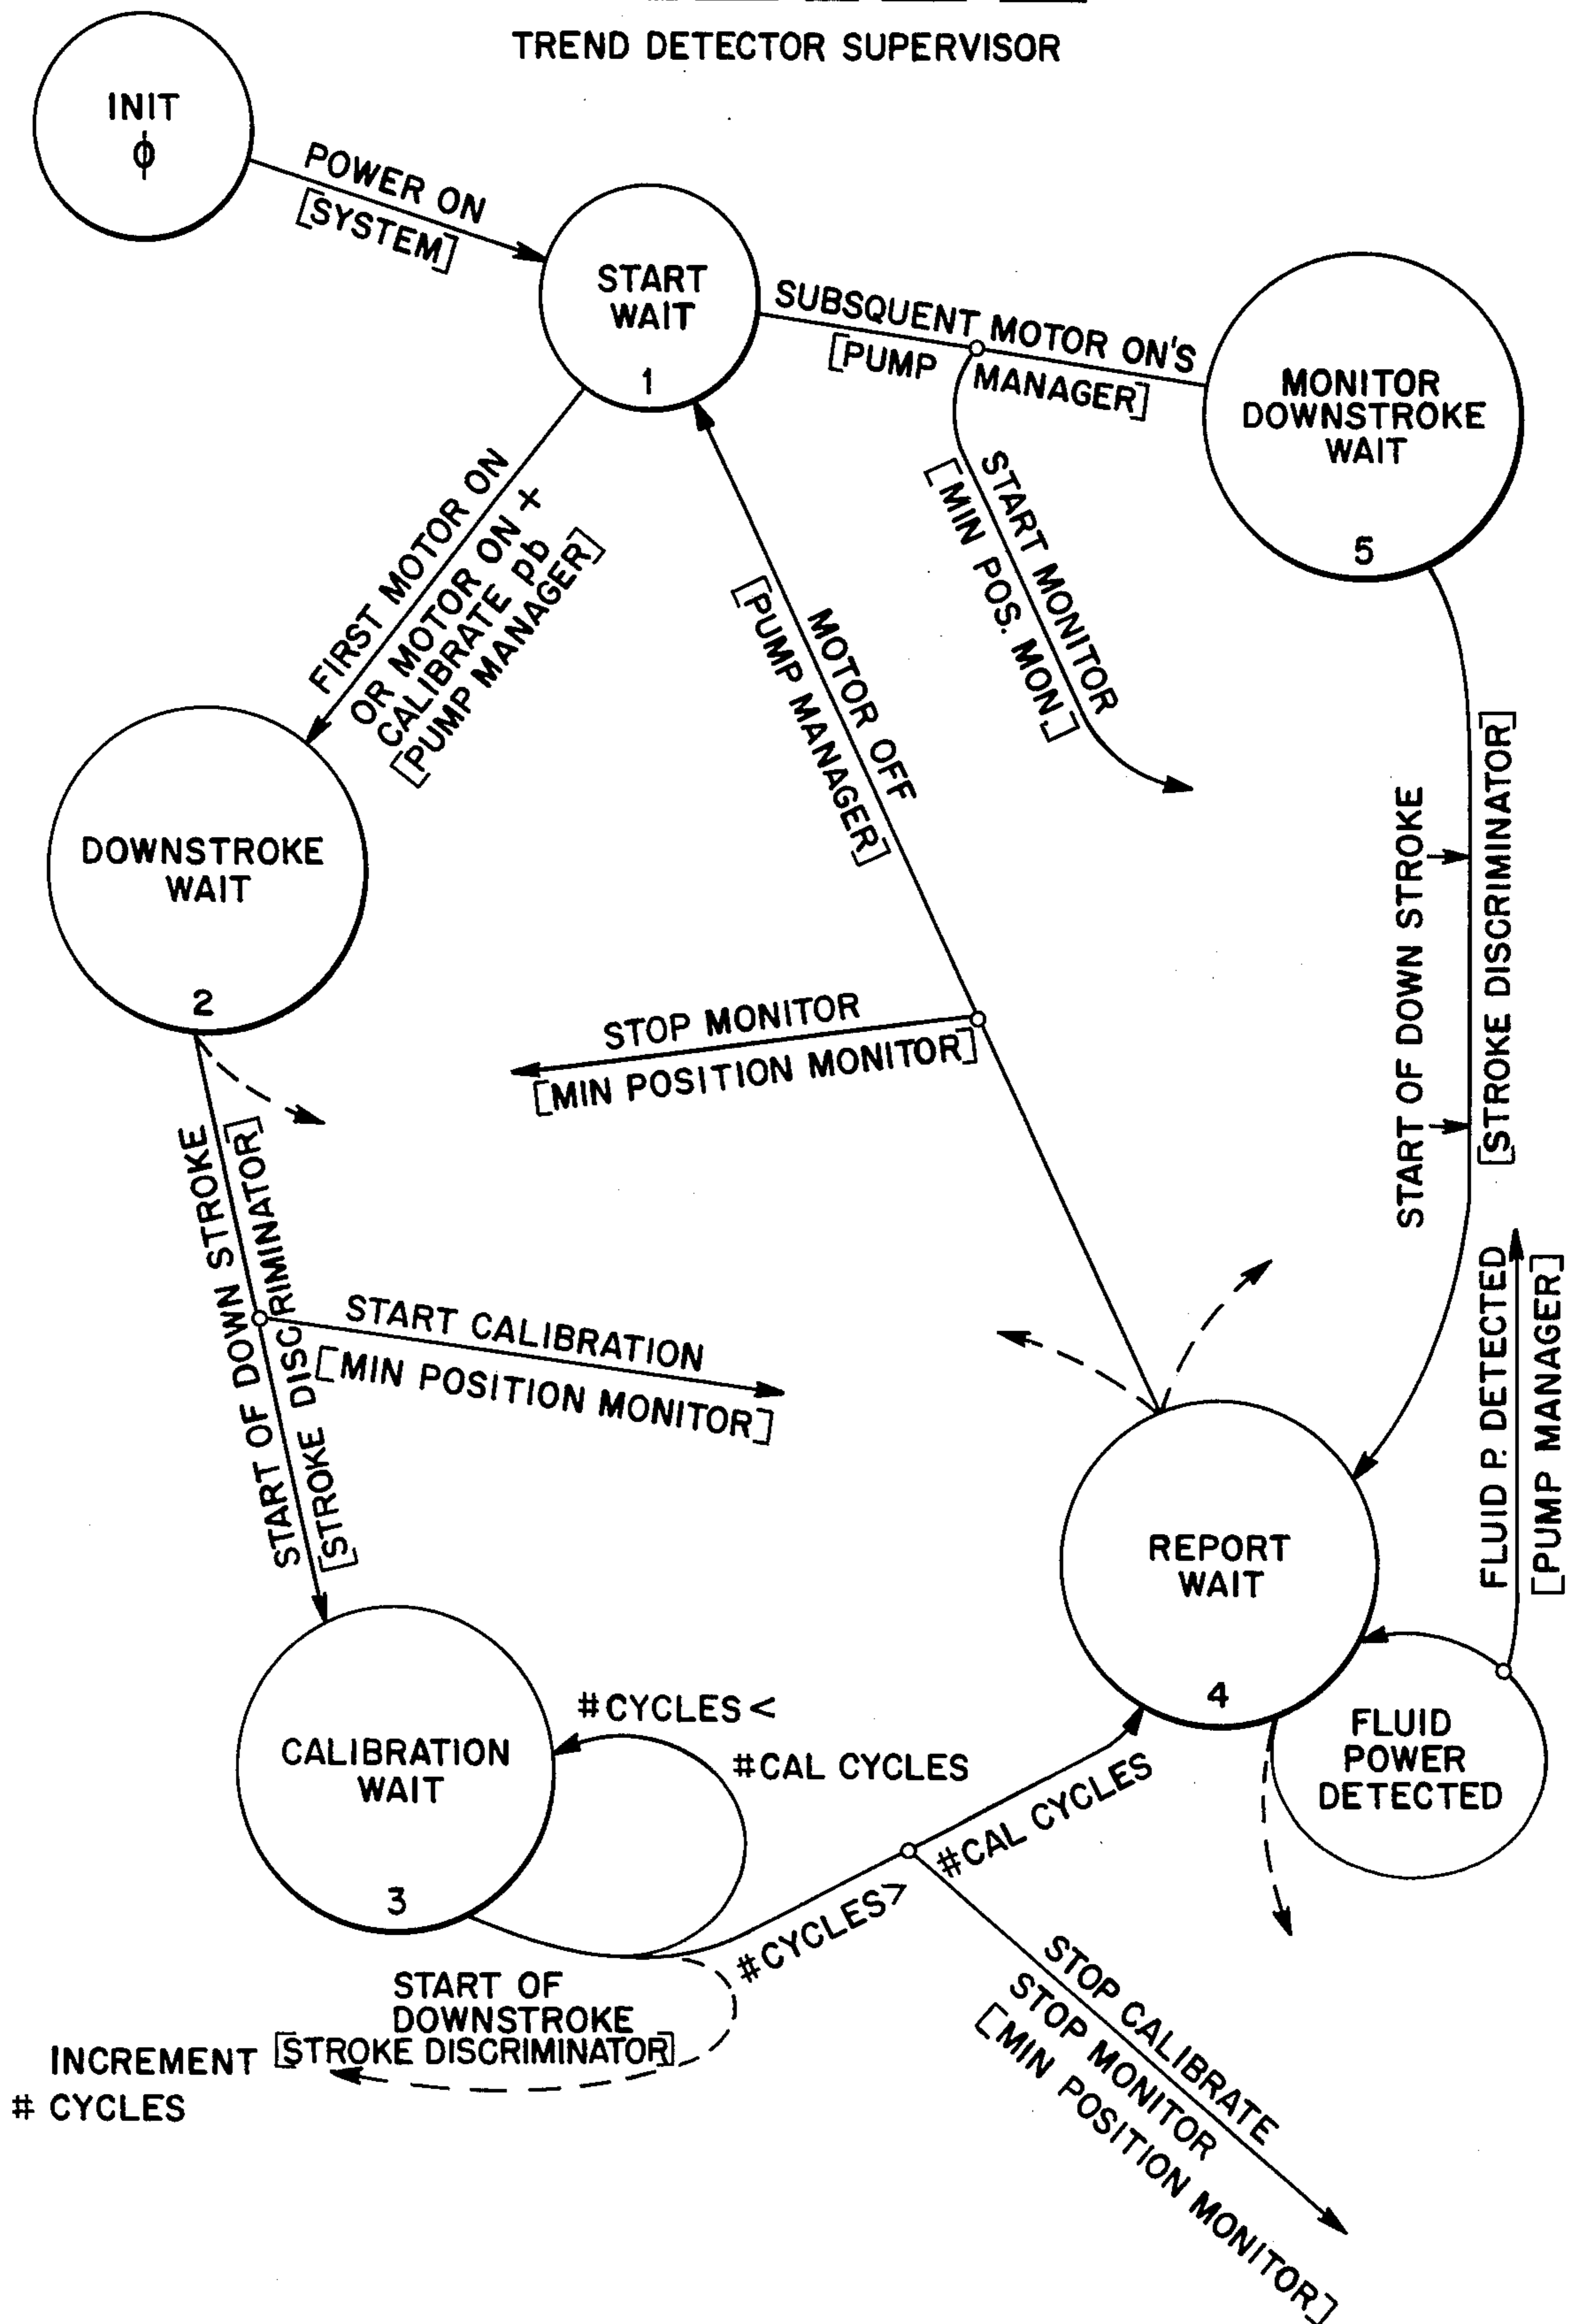 TREND DETECTOR SUPERVISOR
INIT
ϕ
POWER ON
[SYSTEM]
START
WAIT
1
SUBSQUENT MOTOR ON'S
[PUMP MANAGER]
MONITOR
DOWNSTROKE
WAIT
5
START MONITOR
[MIN POS. MON.]
FIRST MOTOR ON
OR MOTOR ON +
CALIBRATE pb
[PUMP MANAGER]
MOTOR OFF
[PUMP MANAGER]
DOWNSTROKE
WAIT
2
START OF DOWN STROKE
[STROKE DISCRIMINATOR]
STOP MONITOR
[MIN POSITION MONITOR]
START OF DOWN STROKE
[STROKE DISCRIMINATOR]
START CALIBRATION
[MIN POSITION MONITOR]
FLUID P. DETECTED
[PUMP MANAGER]
REPORT
WAIT
4
FLUID
POWER
DETECTED
CALIBRATION
WAIT
3
#CYCLES <
#CAL CYCLES
#CYCLES >
#CAL CYCLES
START OF
DOWNSTROKE
[STROKE DISCRIMINATOR]
INCREMENT
# CYCLES
STOP CALIBRATE
STOP MONITOR
[MIN POSITION MONITOR]